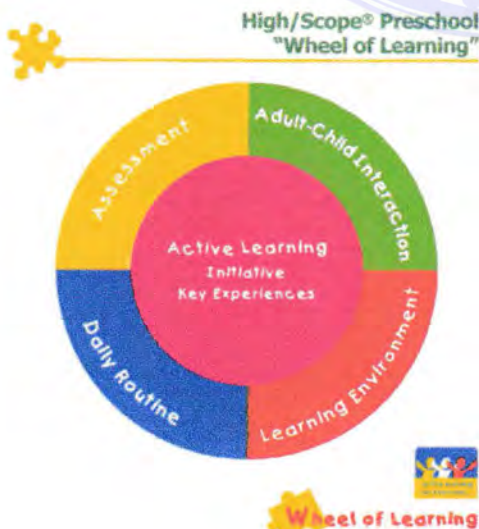 High/Scope® Preschool
"Wheel of Learning"
Assessment
Adult-Child Interaction
Active Learning
Initiative
Key Experiences
Daily Routine
Learning Environment
Wheel of Learning